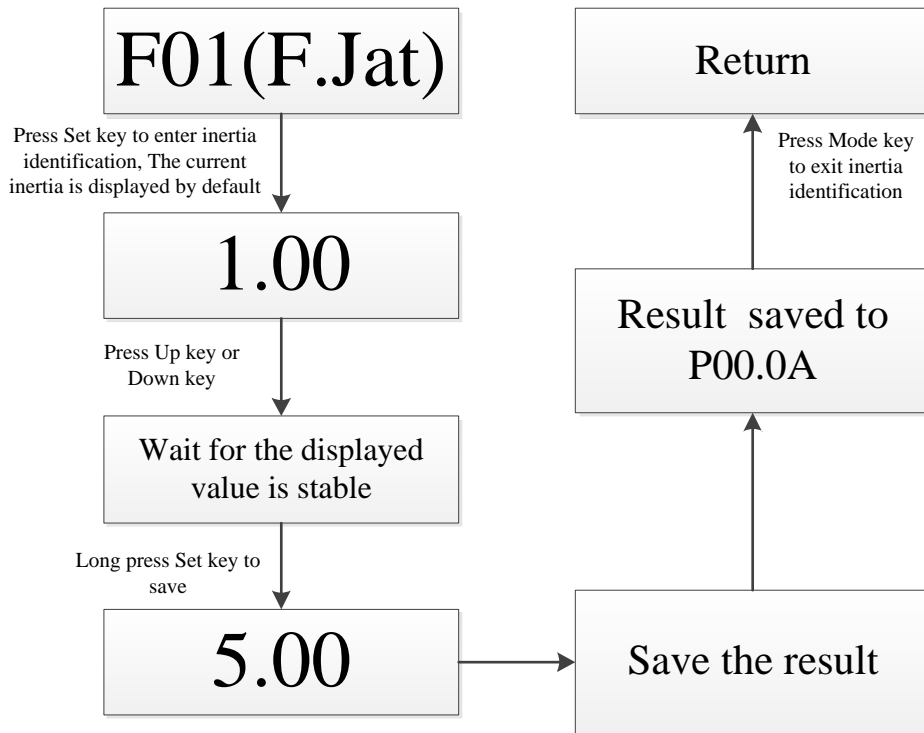 F01(F.Jat)
Press Set key to enter inertia
identification, The current
inertia is displayed by default
1.00
Press Up key or
Down key
Wait for the displayed
value is stable
Long press Set key to
save
5.00
Save the result
Result saved to
P00.0A
Press Mode key
to exit inertia
identification
Return